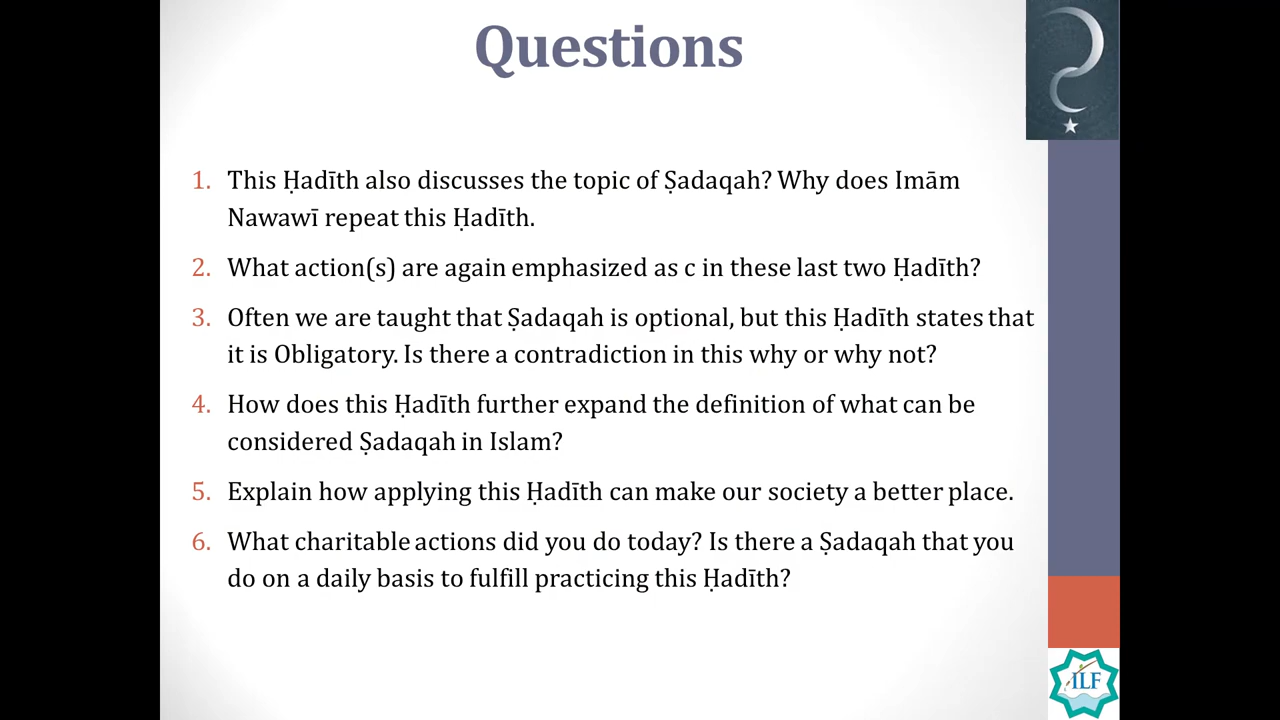 Questions
1. This Ḥadīth also discusses the topic of Ṣadaqah? Why does Imām
Nawawī repeat this Ḥadīth.
2. What action(s) are again emphasized as c in these last two Ḥadīth?
3. Often we are taught that Ṣadaqah is optional, but this Ḥadīth states that
it is Obligatory. Is there a contradiction in this why or why not?
4. How does this Ḥadīth further expand the definition of what can be
considered Ṣadaqah in Islam?
5. Explain how applying this Ḥadīth can make our society a better place.
6. What charitable actions did you do today? Is there a Ṣadaqah that you
do on a daily basis to fulfill practicing this Ḥadīth?
ILF